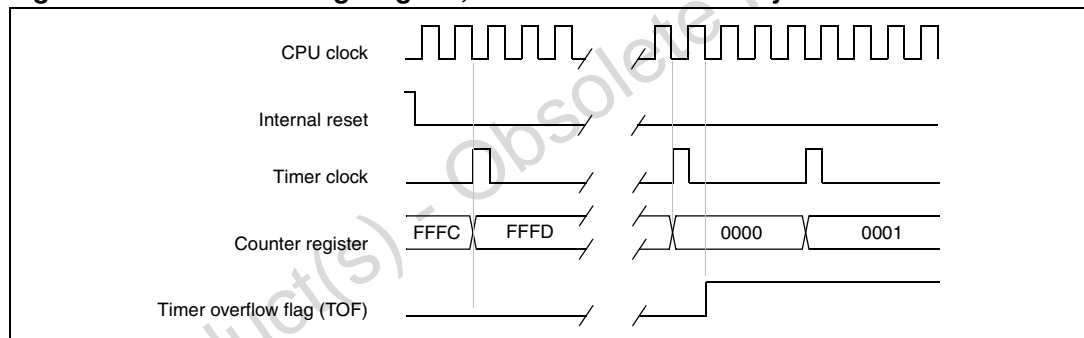 CPU clock
Internal reset
Timer clock
Counter register
FFFC
FFFD
0000
0001
Timer overflow flag (TOF)